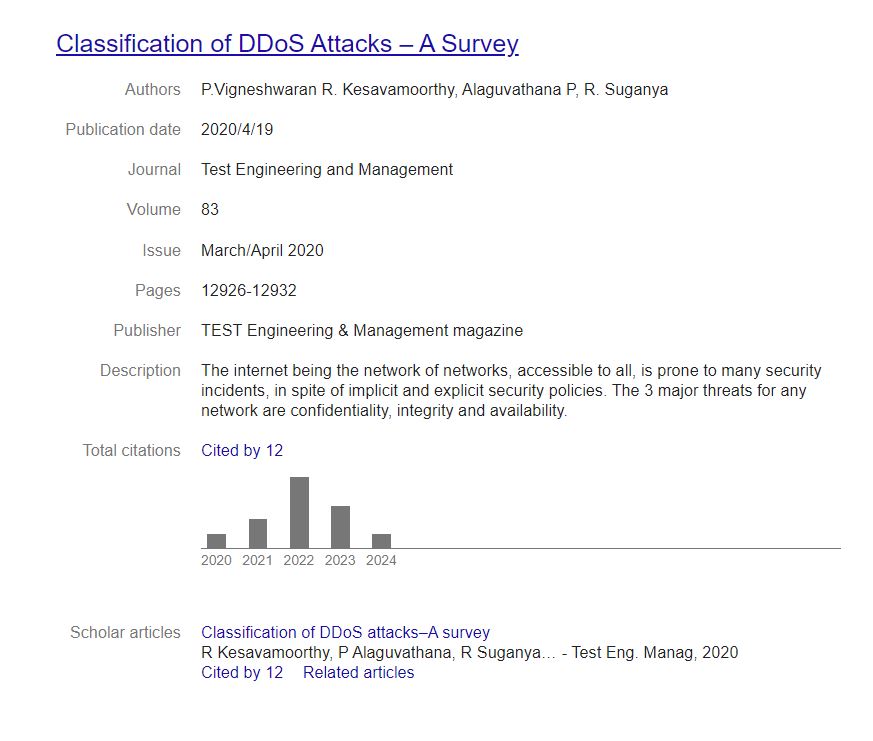 Classification of DDoS Attacks – A Survey
Authors P.Vigneshwaran R. Kesavamoorthy, Alaguvathana P, R. Suganya
Publication date 2020/4/19
Journal Test Engineering and Management
Volume 83
Issue March/April 2020
Pages 12926-12932
Publisher TEST Engineering & Management magazine
Description The internet being the network of networks, accessible to all, is prone to many security
incidents, in spite of implicit and explicit security policies. The 3 major threats for any
network are confidentiality, integrity and availability.
Total citations Cited by 12
2020 2021 2022 2023 2024
Scholar articles Classification of DDoS attacks–A survey
R Kesavamoorthy, P Alaguvathana, R Suganya… - Test Eng. Manag, 2020
Cited by 12 Related articles